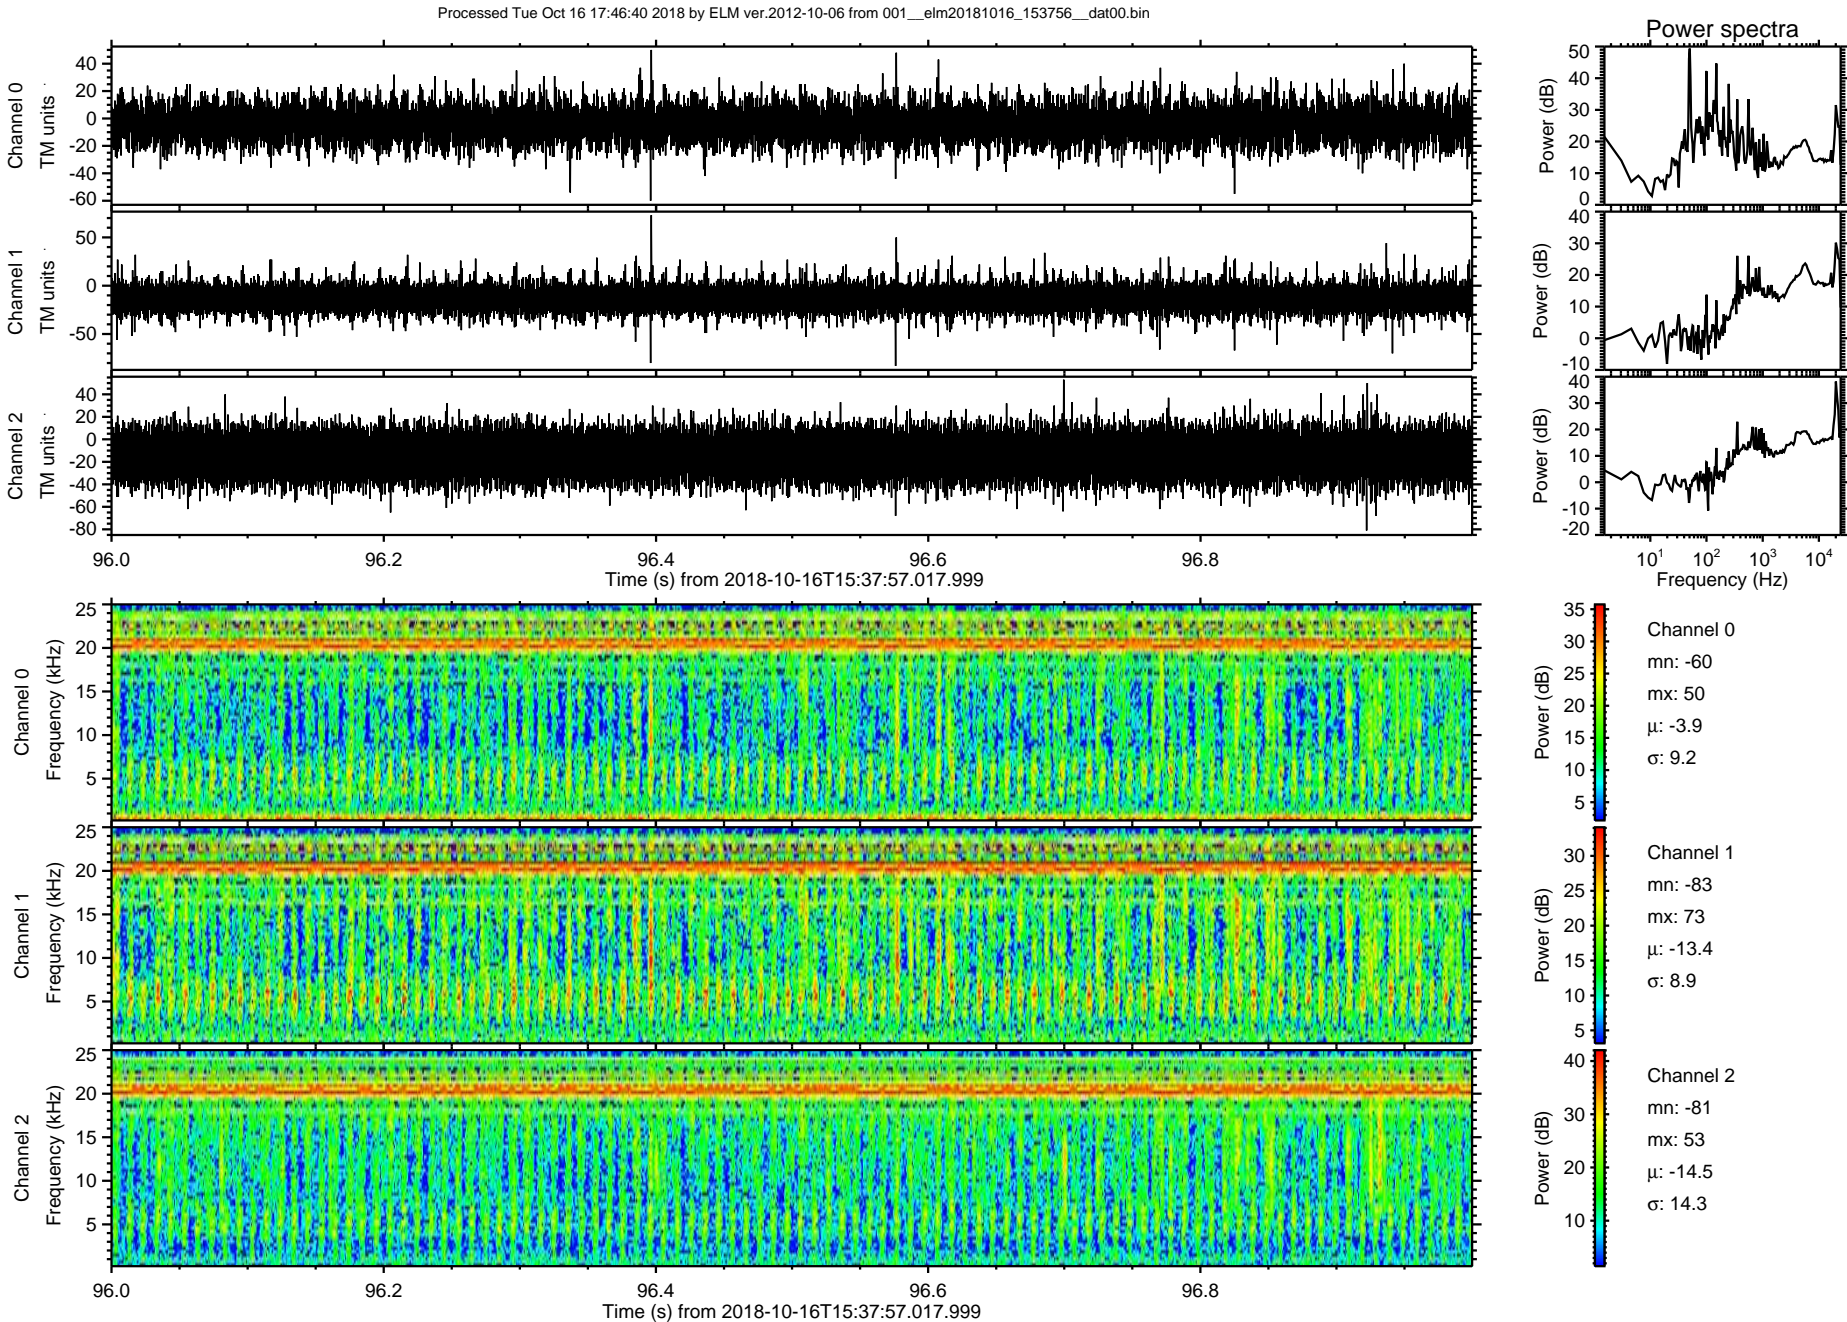 Processed Tue Oct 16 17:46:40 2018 by ELM ver.2012-10-06 from 001__elm20181016_153756__dat00.bin
Power spectra
Channel 0
TM units
40
20
0
-20
-40
-60
Power (dB)
50
40
30
20
10
0
Channel 1
TM units
50
0
-50
Power (dB)
40
30
20
10
0
-10
Channel 2
TM units
40
20
0
-20
-40
-60
-80
Power (dB)
40
30
20
10
0
-10
-20
96.0 96.2 96.4 96.6 96.8
Time (s) from 2018-10-16T15:37:57.017.999
10^1 10^2 10^3 10^4
Frequency (Hz)
Channel 0
Frequency (kHz)
25
20
15
10
5
Power (dB)
35
30
25
20
15
10
5
Channel 0
mn: -60
mx: 50
μ: -3.9
σ: 9.2
Channel 1
Frequency (kHz)
25
20
15
10
5
Power (dB)
30
25
20
15
10
5
Channel 1
mn: -83
mx: 73
μ: -13.4
σ: 8.9
Channel 2
Frequency (kHz)
25
20
15
10
5
Power (dB)
40
30
20
10
Channel 2
mn: -81
mx: 53
μ: -14.5
σ: 14.3
96.0 96.2 96.4 96.6 96.8
Time (s) from 2018-10-16T15:37:57.017.999